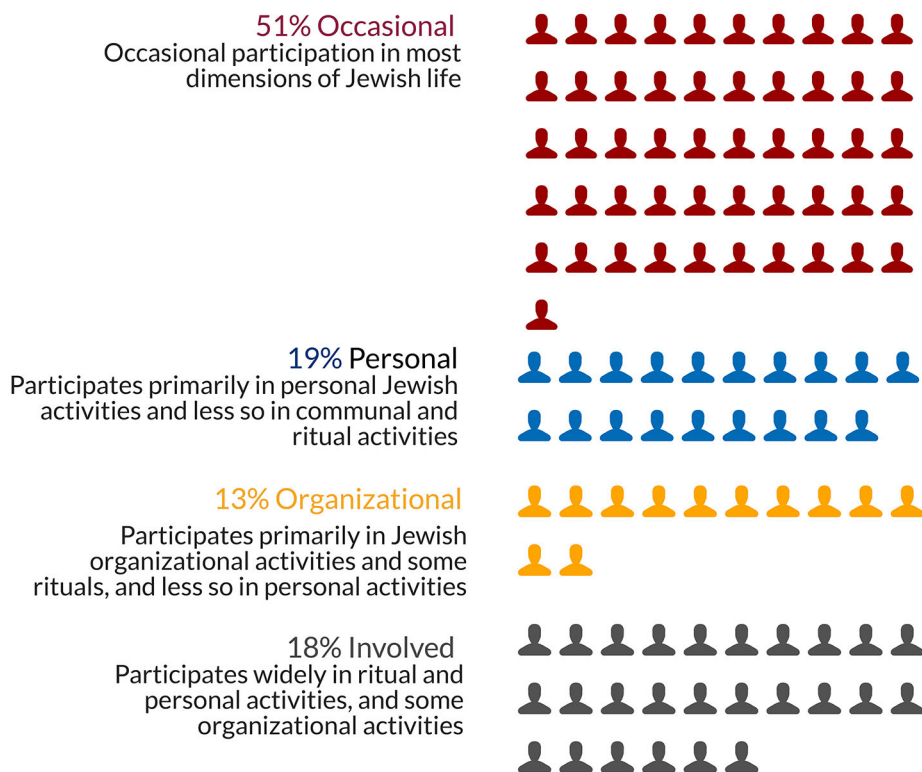 51% Occasional
Occasional participation in most
dimensions of Jewish life
19% Personal
Participates primarily in personal Jewish
activities and less so in communal and
ritual activities
13% Organizational
Participates primarily in Jewish
organizational activities and some
rituals, and less so in personal activities
18% Involved
Participates widely in ritual and
personal activities, and some
organizational activities